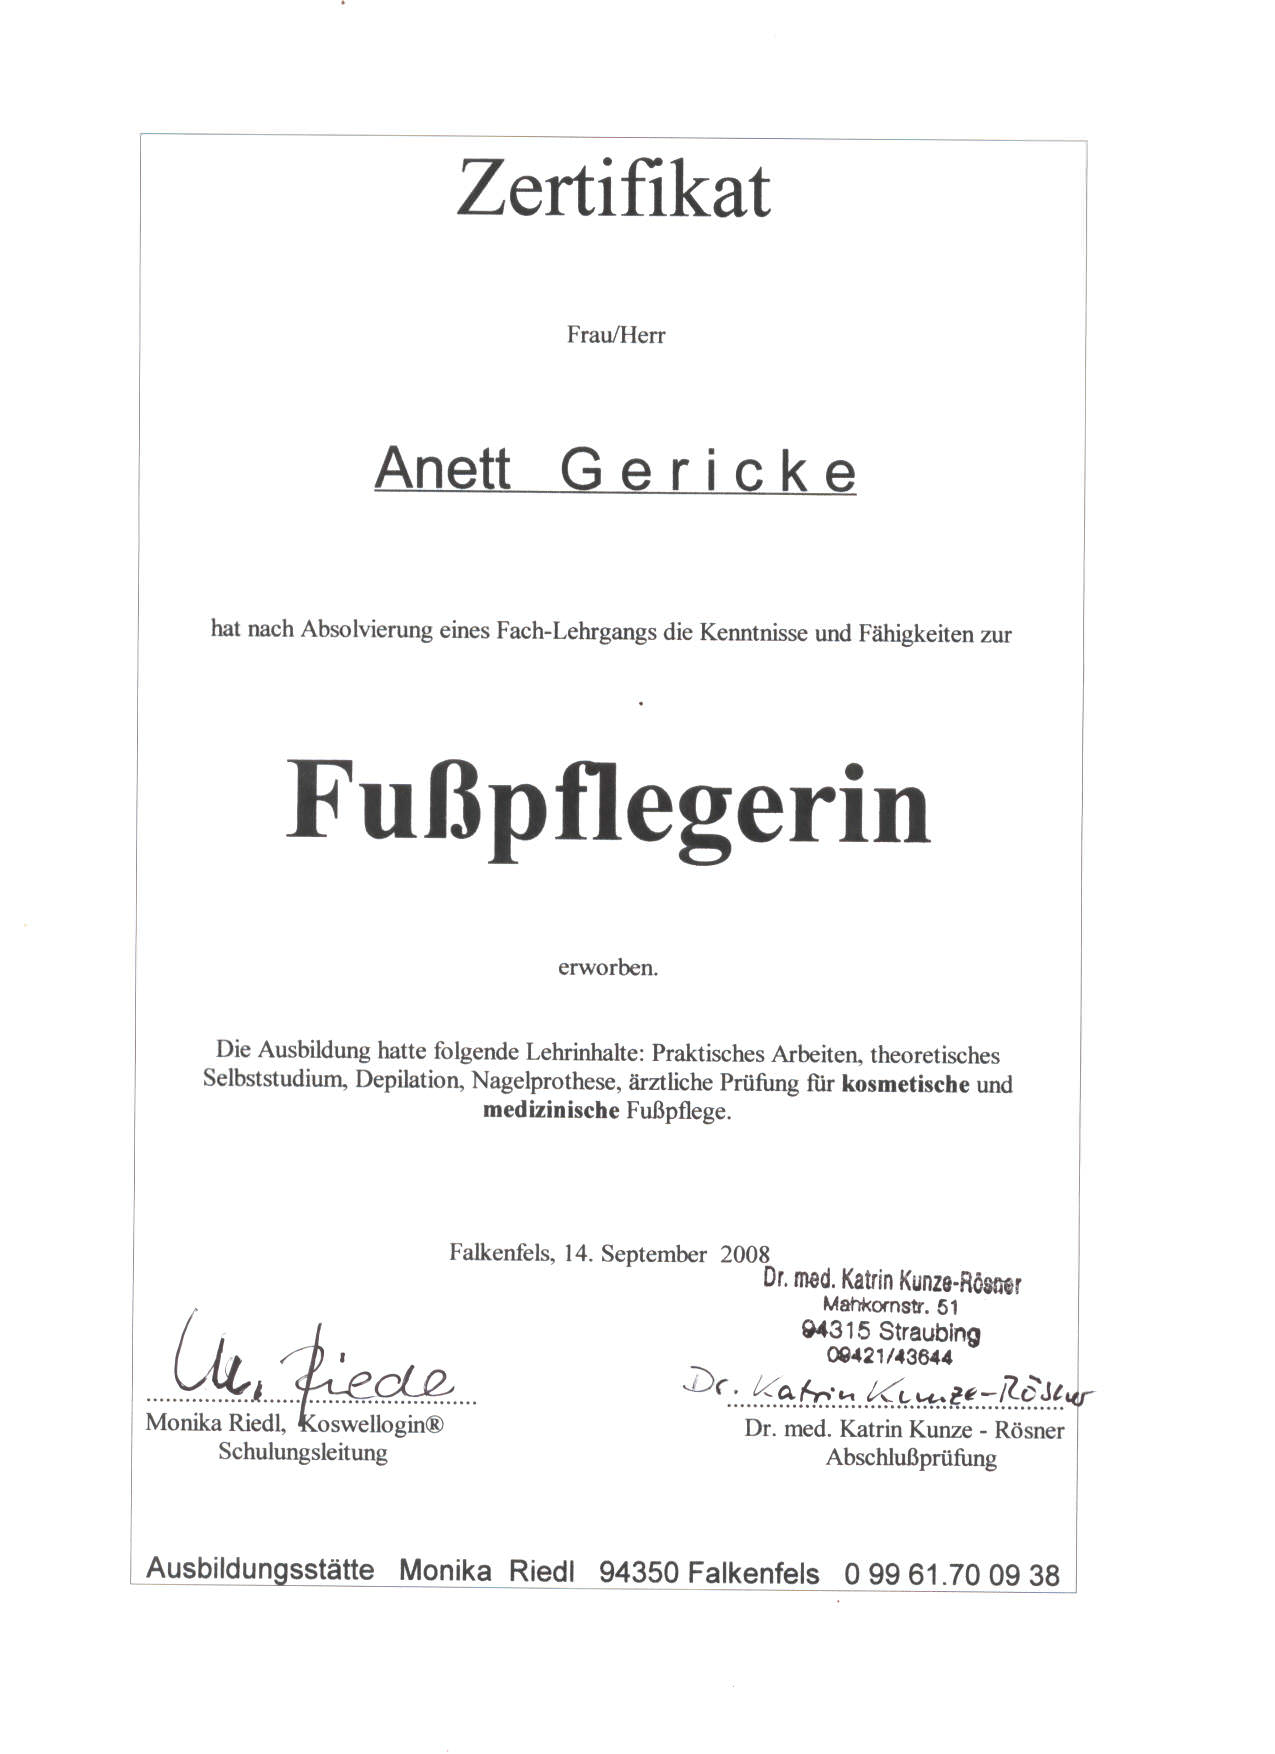 Zertifikat
Frau/Herr
Anett G e r i c k e
hat nach Absolvierung eines Fach-Lehrgangs die Kenntnisse und Fähigkeiten zur
Fußpflegerin
erworben.
Die Ausbildung hatte folgende Lehrinhalte: Praktisches Arbeiten, theoretisches
Selbststudium, Depilation, Nagelprothese, ärztliche Prüfung für kosmetische und
medizinische Fußpflege.
Falkenfels, 14. September 2008
Dr. med. Katrin Kunze-Rösner
Mahkornstr. 51
94315 Straubing
09421/43644
M. Riedl
Dr. Katrin Kunze-Rösner
Monika Riedl, Koswellogin®
Schulungsleitung
Dr. med. Katrin Kunze - Rösner
Abschlußprüfung
Ausbildungsstätte Monika Riedl 94350 Falkenfels 0 99 61.70 09 38